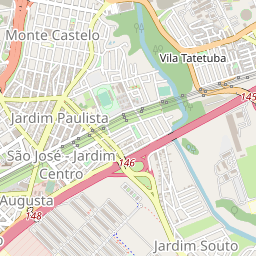 Monte Castelo
Vila Tatetuba
145
Jardim Paulista
São José - Jardim
Centro
146
Augusta
148
Jardim Souto